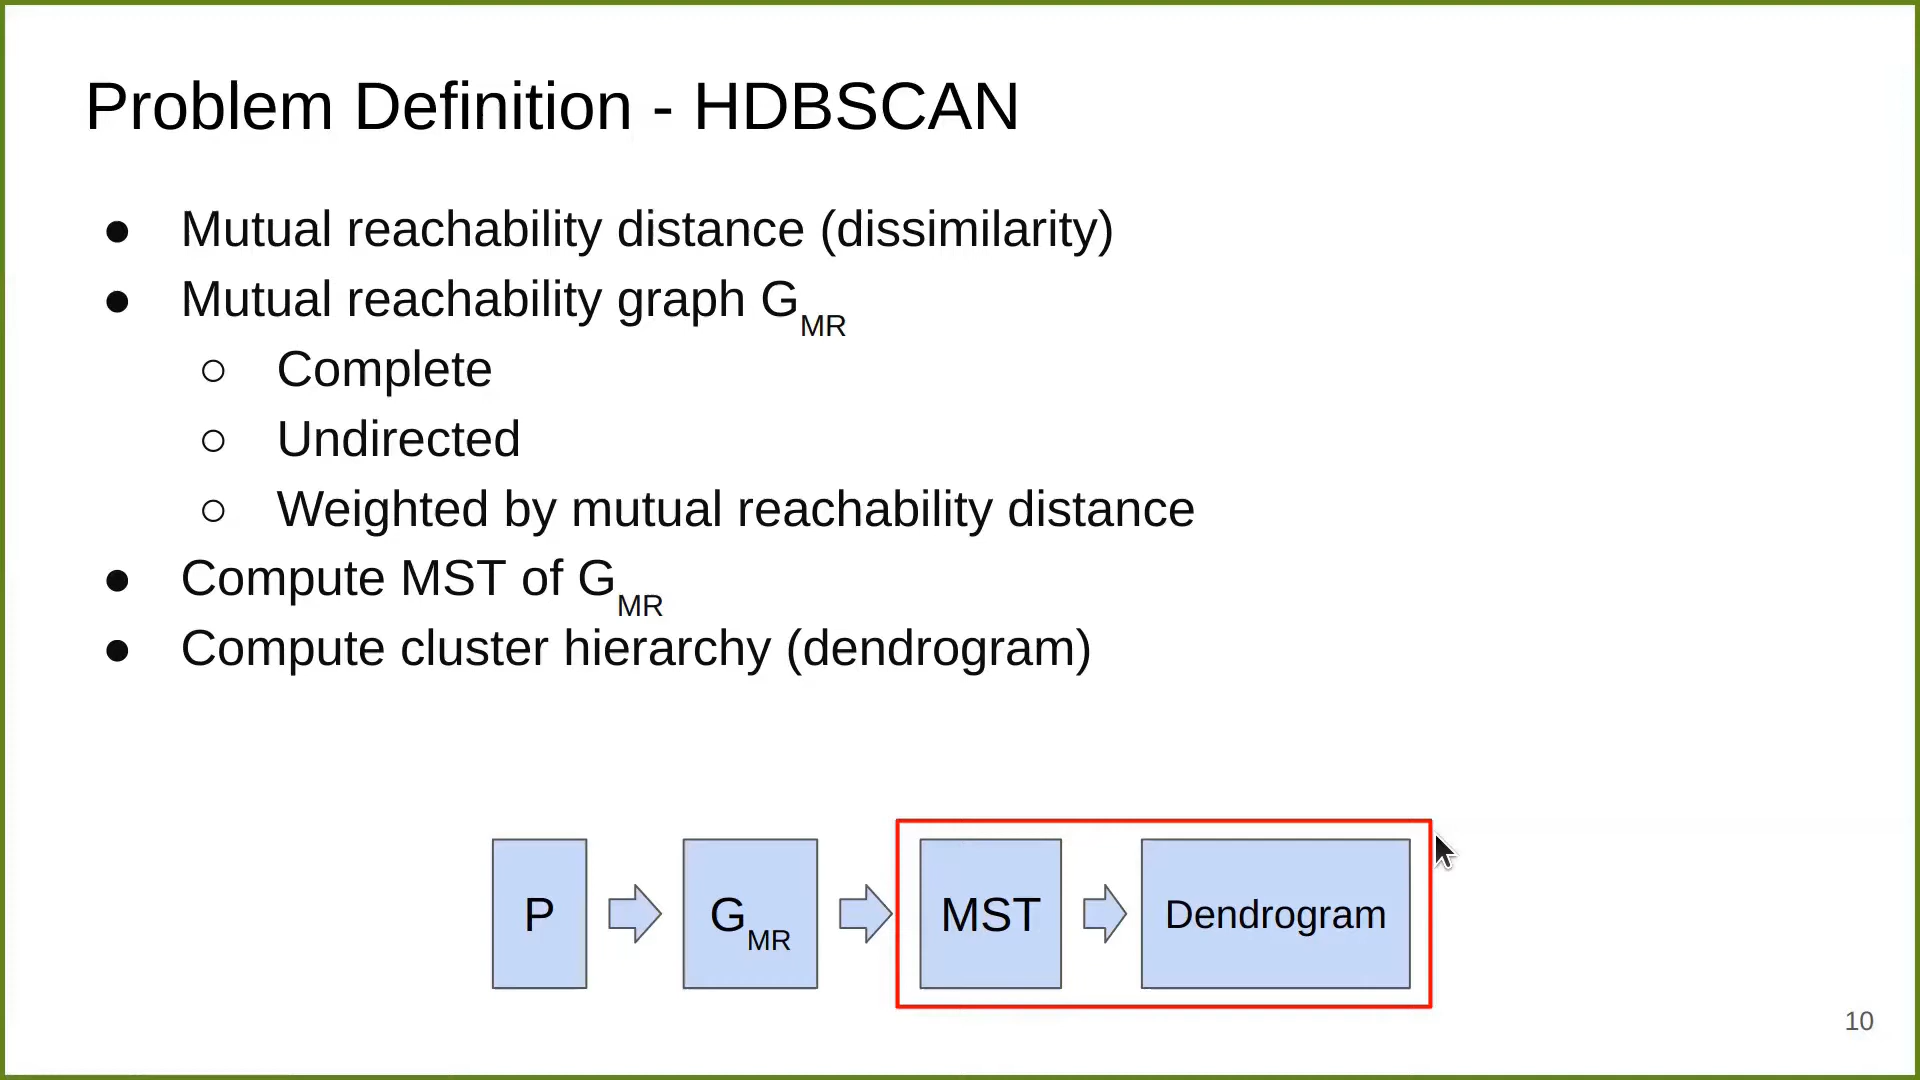 Problem Definition - HDBSCAN
● Mutual reachability distance (dissimilarity)
● Mutual reachability graph G_MR
○ Complete
○ Undirected
○ Weighted by mutual reachability distance
● Compute MST of G_MR
● Compute cluster hierarchy (dendrogram)
P G_MR MST Dendrogram
10